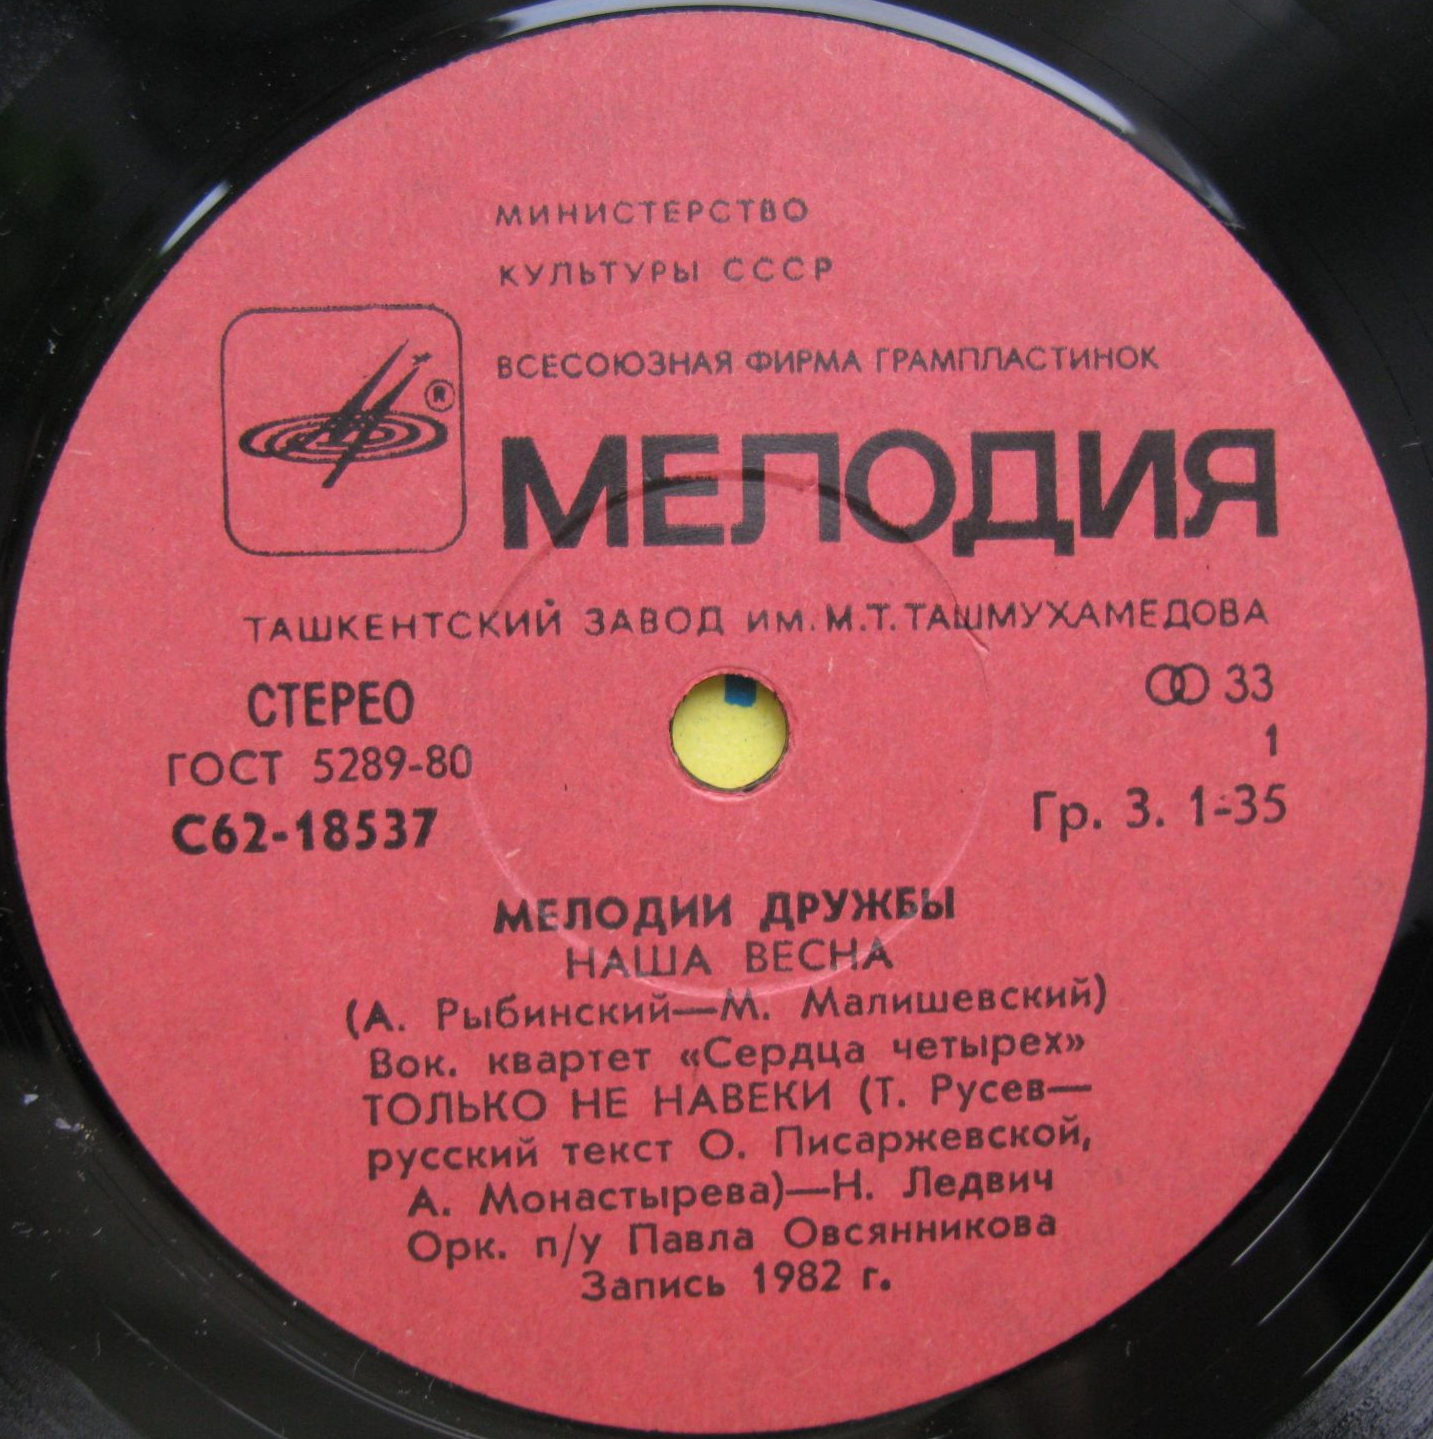 МИНИСТЕРСТВО
КУЛЬТУРЫ СССР
ВСЕСОЮЗНАЯ ФИРМА ГРАМПЛАСТИНОК
®
МЕЛОДИЯ
ТАШКЕНТСКИЙ ЗАВОД ИМ. М.Т. ТАШМУХАМЕДОВА
СТЕРЕО
33
ГОСТ 5289-80
1
С62-18537
Гр. 3. 1-35
МЕЛОДИИ ДРУЖБЫ
НАША ВЕСНА
(А. Рыбинский—М. Малишевский)
Вок. квартет «Сердца четырех»
ТОЛЬКО НЕ НАВЕКИ (Т. Русев—
русский текст О. Писаржевской,
А. Монастырева)—Н. Ледвич
Орк. п/у Павла Овсянникова
Запись 1982 г.